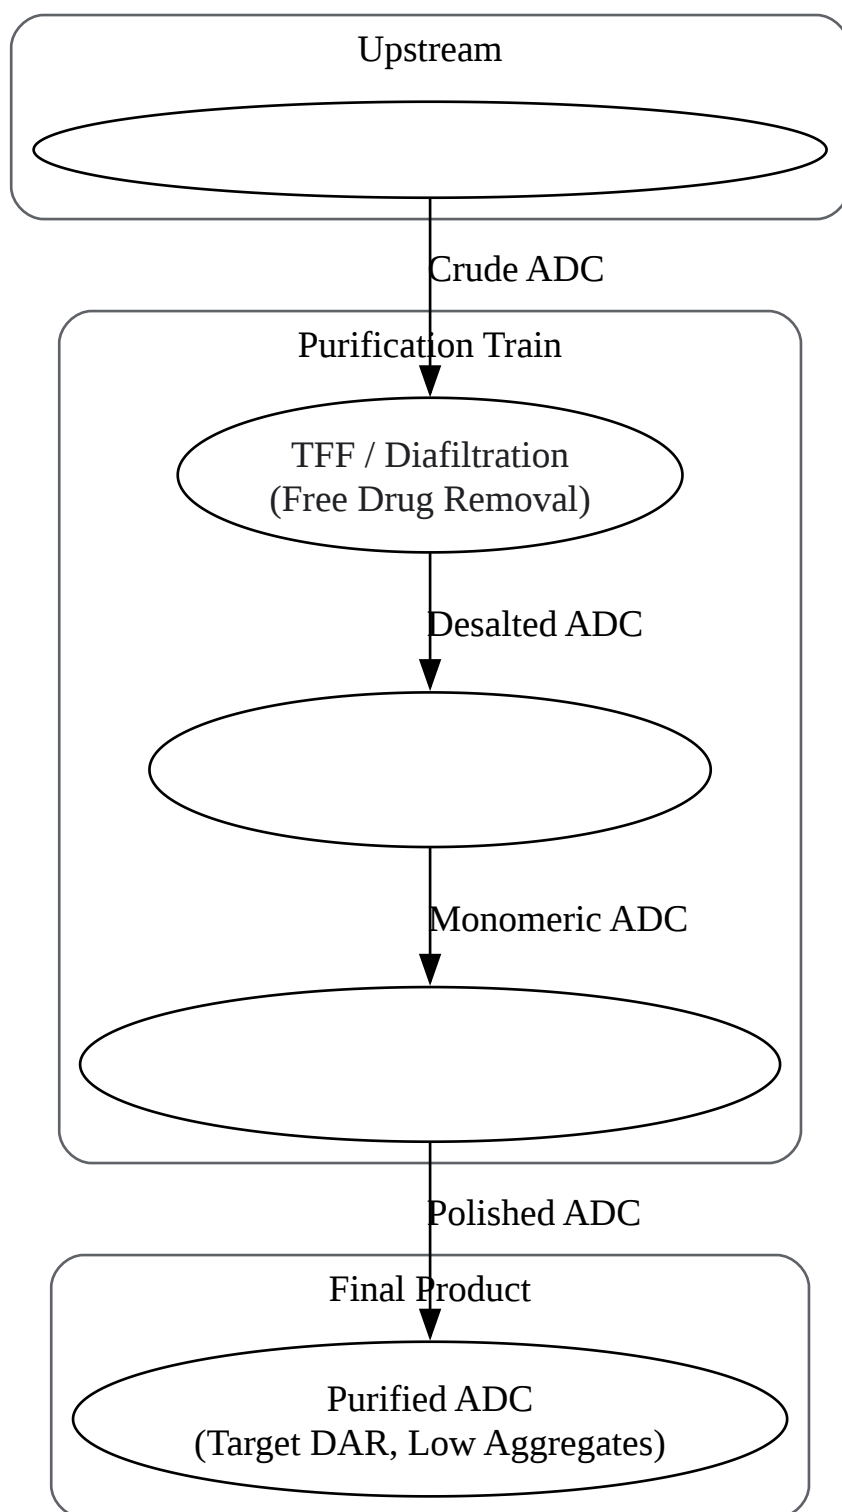 Upstream
Crude ADC
Purification Train
TFF / Diafiltration
(Free Drug Removal)
Desalted ADC
Monomeric ADC
Polished ADC
Final Product
Purified ADC
(Target DAR, Low Aggregates)